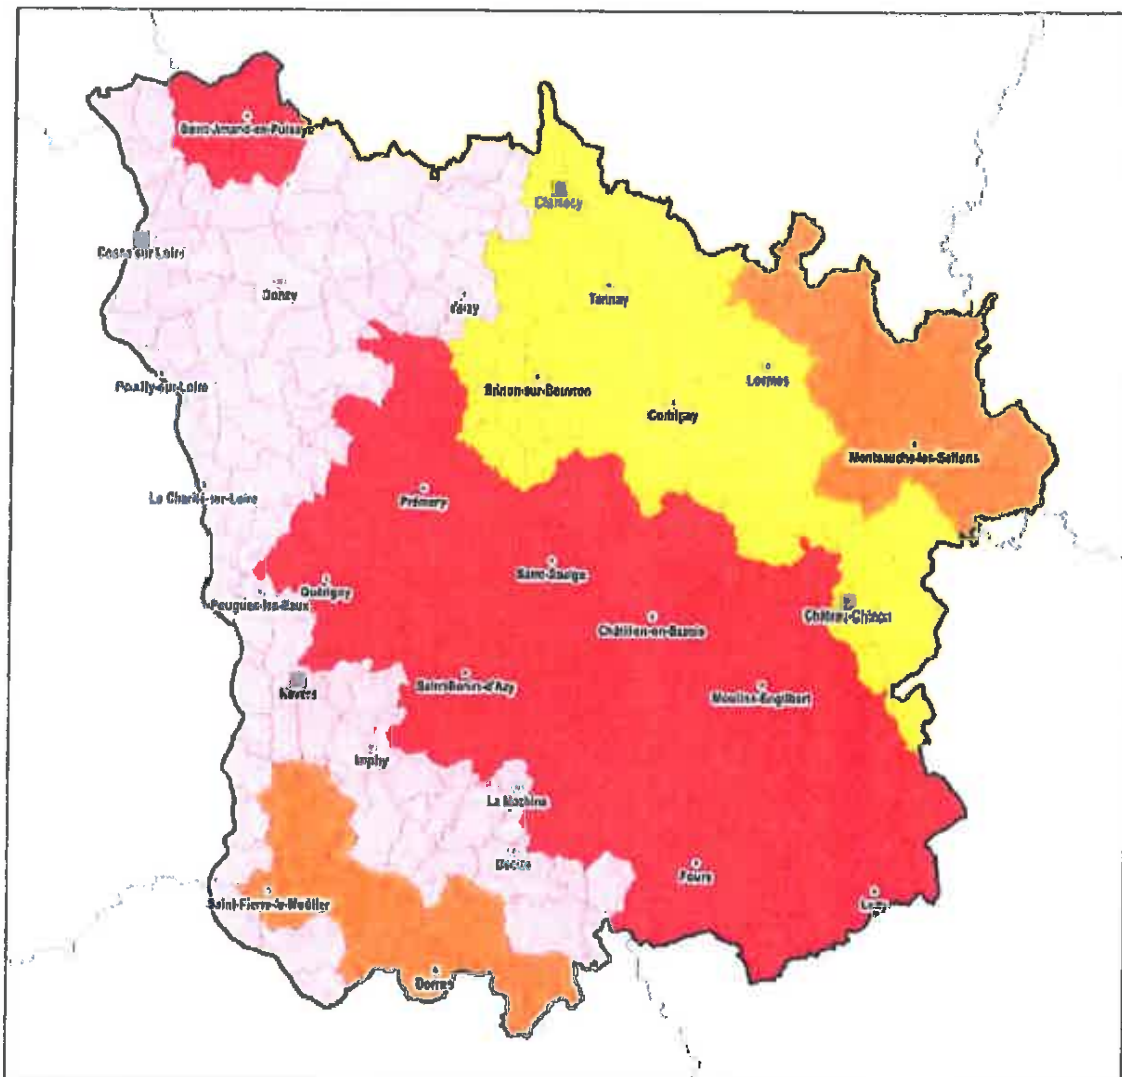 Saint-Amand-en-Puisaye
Clamecy
Cosne sur Loire
Donzy
Varzy
Tannay
Pouilly-sur-Loire
Brinon-sur-Beuvron
Lormes
Corbigny
Montsauche-les-Settons
La Charité-sur-Loire
Prémery
Saint-Saulge
Guérigny
Pougues-les-Eaux
Châtillon-en-Bazois
Château-Chinon
Nevers
Saint-Benin-d'Azy
Moulins-Engilbert
Imphy
La Machine
Decize
Fours
Luzy
Saint-Pierre-le-Moûtier
Dornes